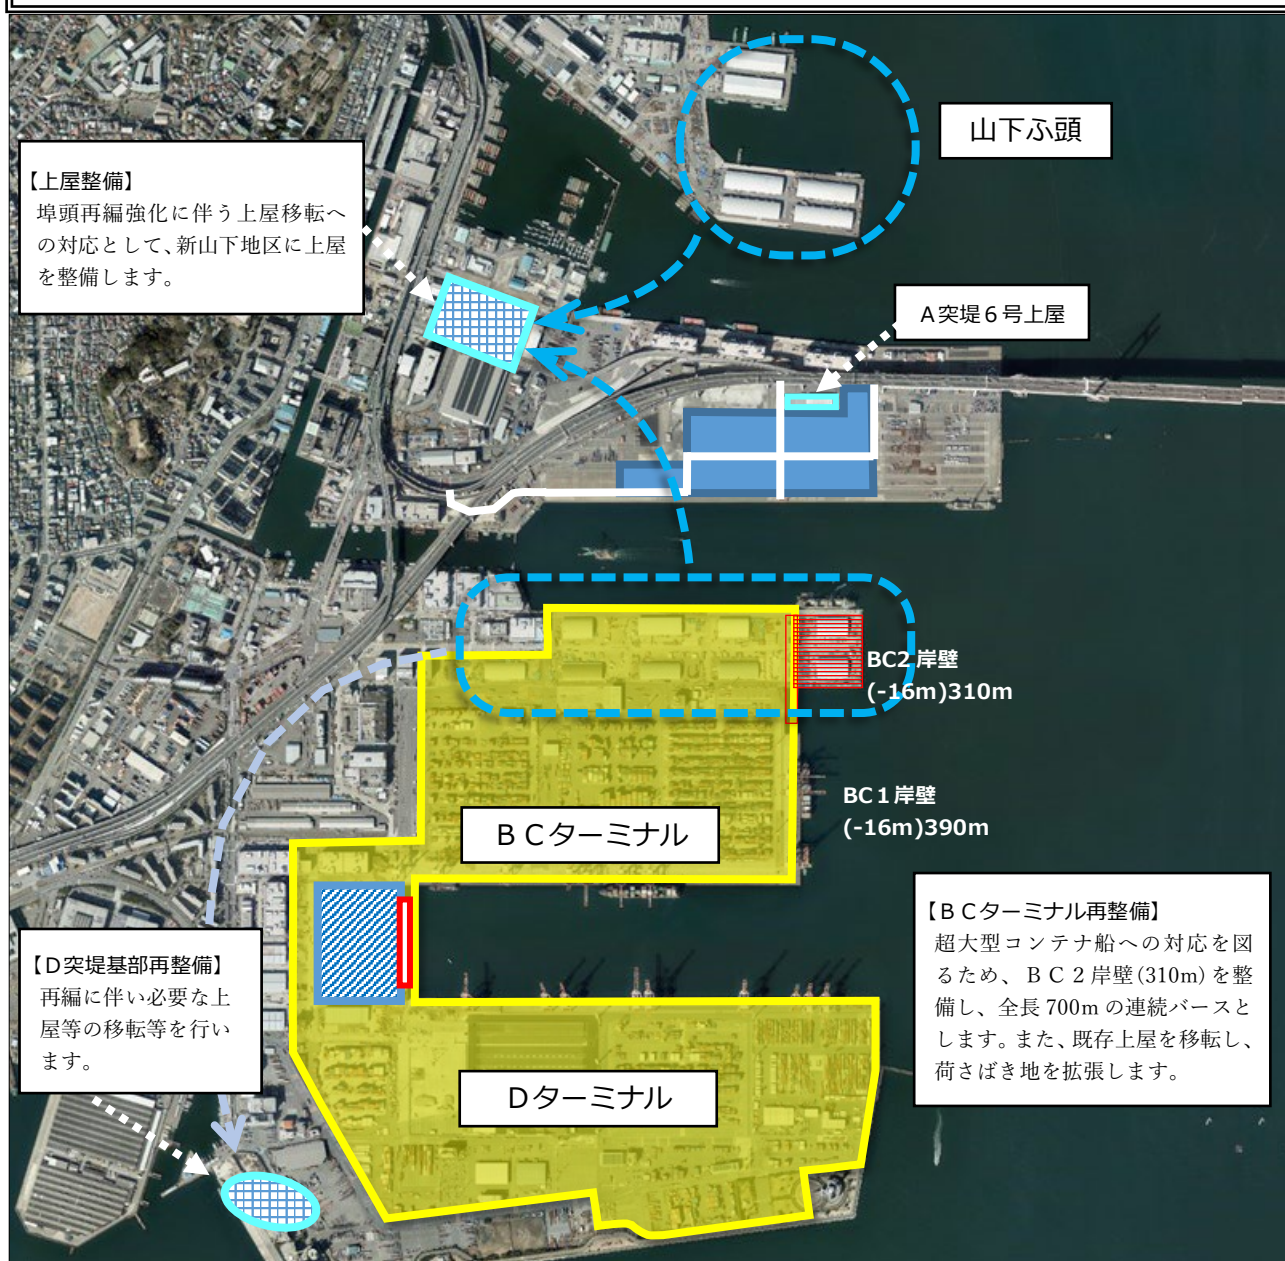 山下ふ頭
【上屋整備】
埠頭再編強化に伴う上屋移転へ
の対応として、新山下地区に上屋
を整備します。
Ａ突堤６号上屋
BC2 岸壁
(-16m)310m
BC１岸壁
(-16m)390m
ＢＣターミナル
【ＢＣターミナル再整備】
超大型コンテナ船への対応を図
るため、ＢＣ２岸壁(310m)を整
備し、全長 700m の連続バースと
します。また、既存上屋を移転し、
荷さばき地を拡張します。
【Ｄ突堤基部再整備】
再編に伴い必要な上
屋等の移転等を行い
ます。
Ｄターミナル